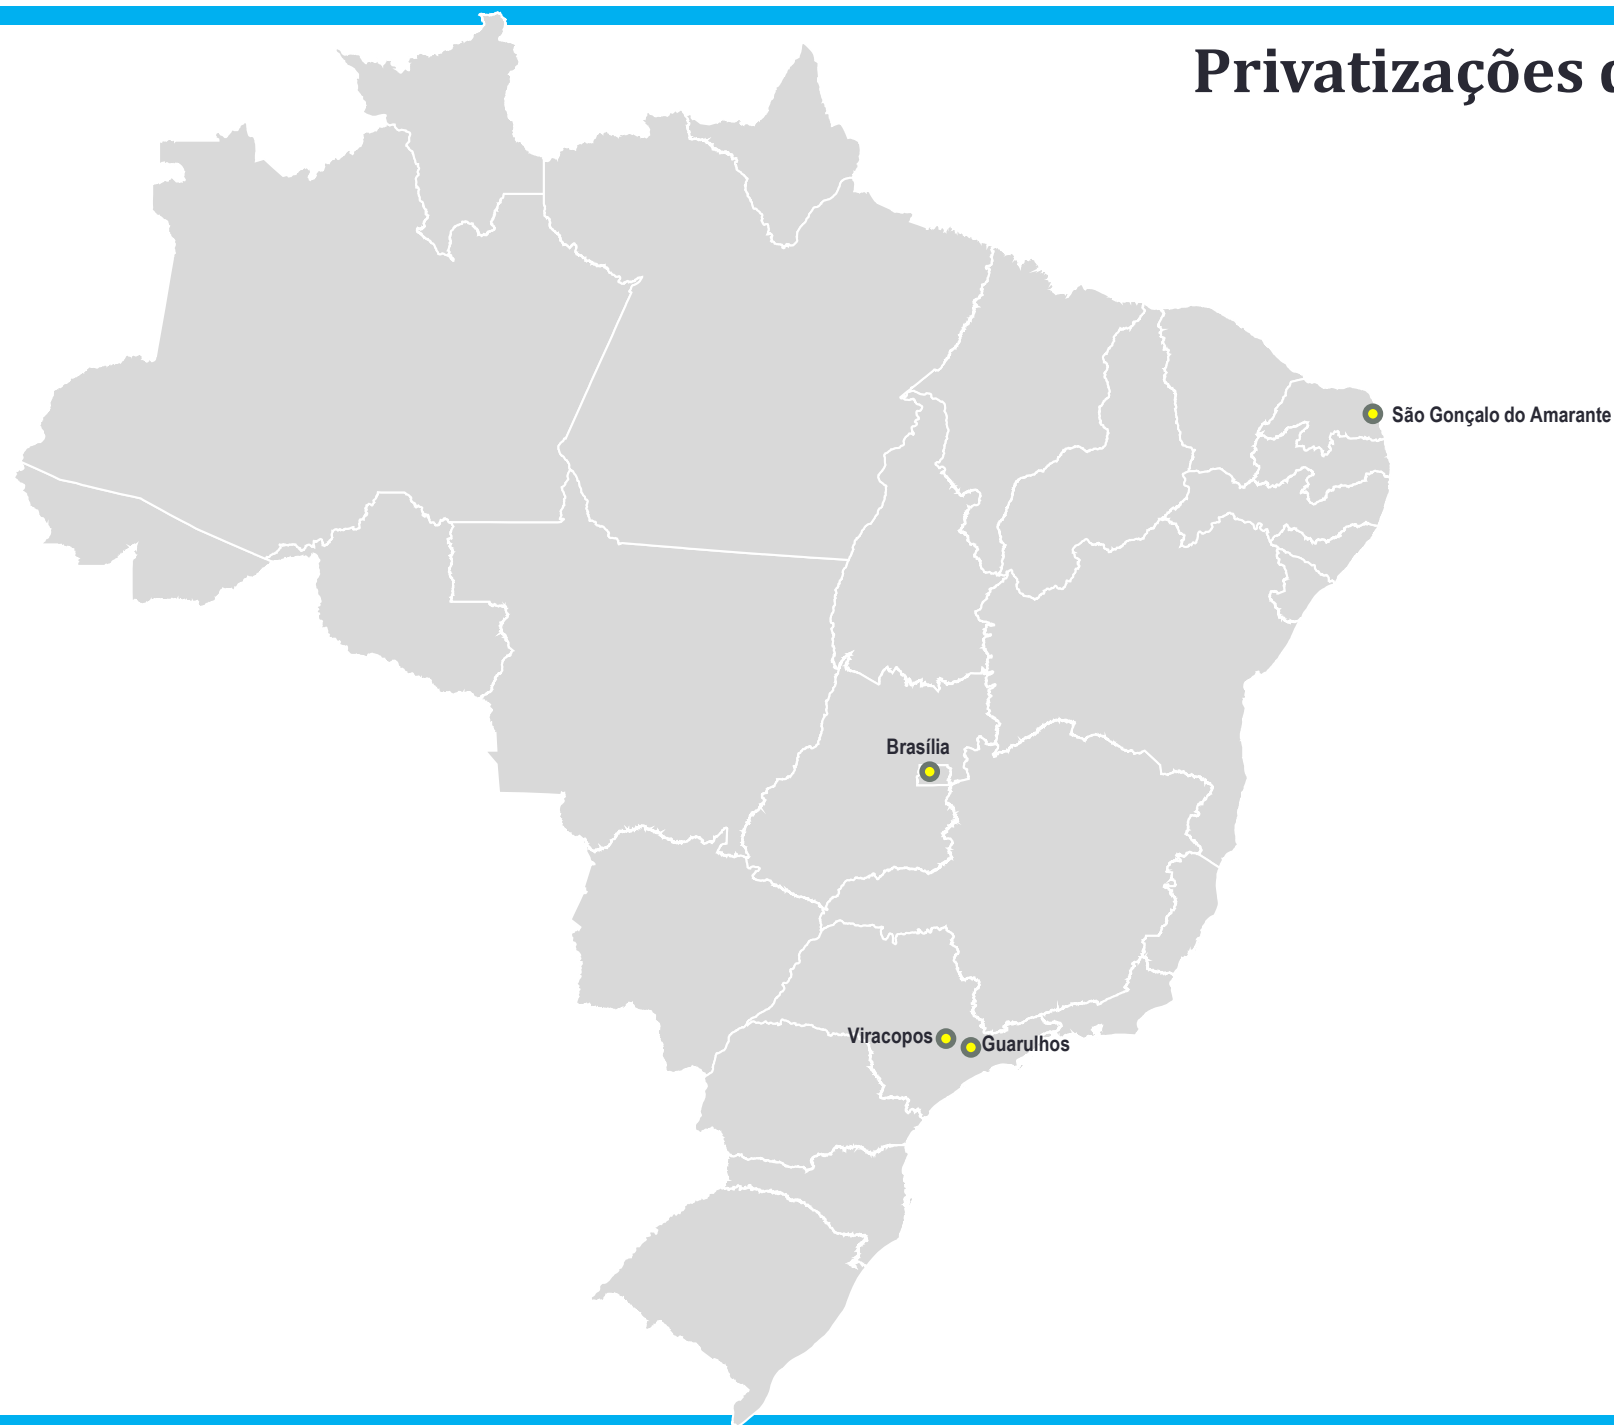 Privatizações
São Gonçalo do Amarante
Brasília
Viracopos
Guarulhos